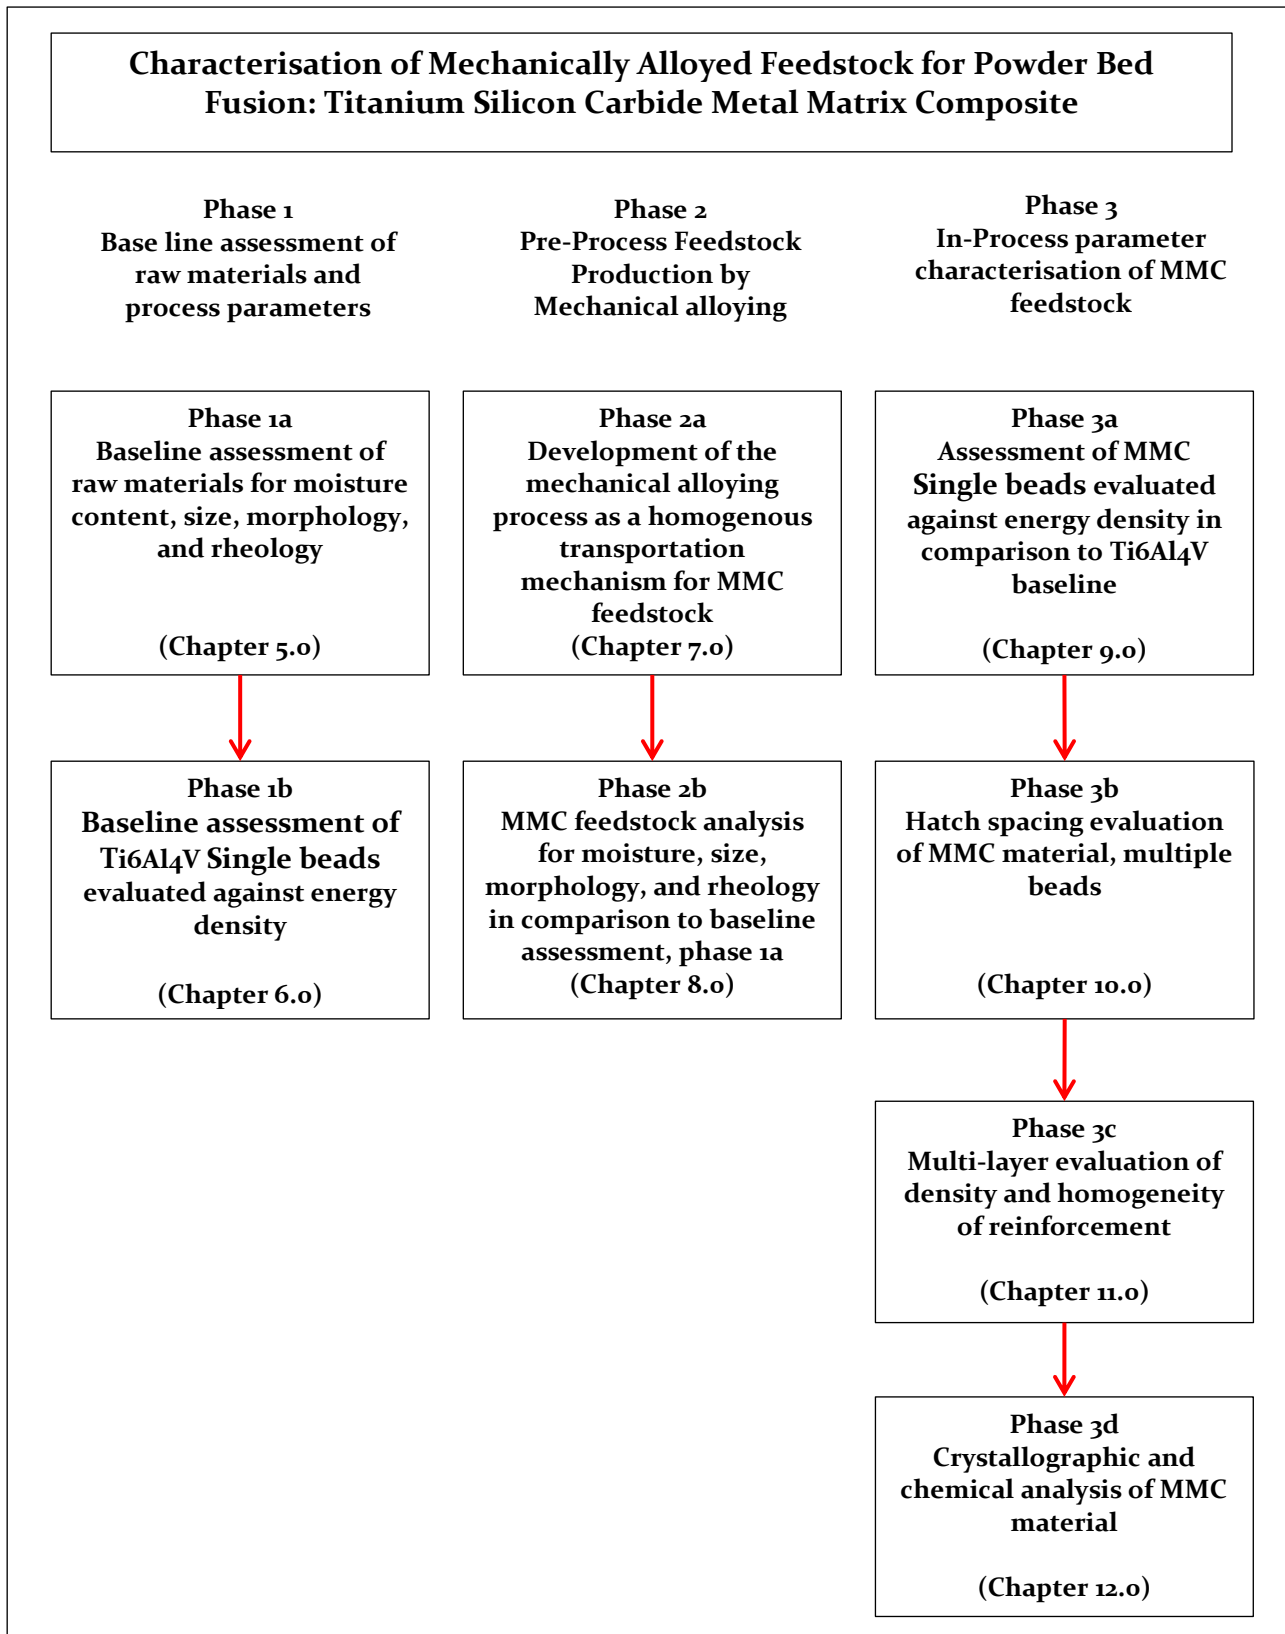 Characterisation of Mechanically Alloyed Feedstock for Powder Bed
Fusion: Titanium Silicon Carbide Metal Matrix Composite
Phase 1
Base line assessment of
raw materials and
process parameters
Phase 2
Pre-Process Feedstock
Production by
Mechanical alloying
Phase 3
In-Process parameter
characterisation of MMC
feedstock
Phase 1a
Baseline assessment of
raw materials for moisture
content, size, morphology,
and rheology
(Chapter 5.0)
Phase 2a
Development of the
mechanical alloying
process as a homogenous
transportation
mechanism for MMC
feedstock
(Chapter 7.0)
Phase 3a
Assessment of MMC
Single beads evaluated
against energy density in
comparison to Ti6Al4V
baseline
(Chapter 9.0)
Phase 1b
Baseline assessment of
Ti6Al4V Single beads
evaluated against energy
density
(Chapter 6.0)
Phase 2b
MMC feedstock analysis
for moisture, size,
morphology, and rheology
in comparison to baseline
assessment, phase 1a
(Chapter 8.0)
Phase 3b
Hatch spacing evaluation
of MMC material, multiple
beads
(Chapter 10.0)
Phase 3c
Multi-layer evaluation of
density and homogeneity
of reinforcement
(Chapter 11.0)
Phase 3d
Crystallographic and
chemical analysis of MMC
material
(Chapter 12.0)